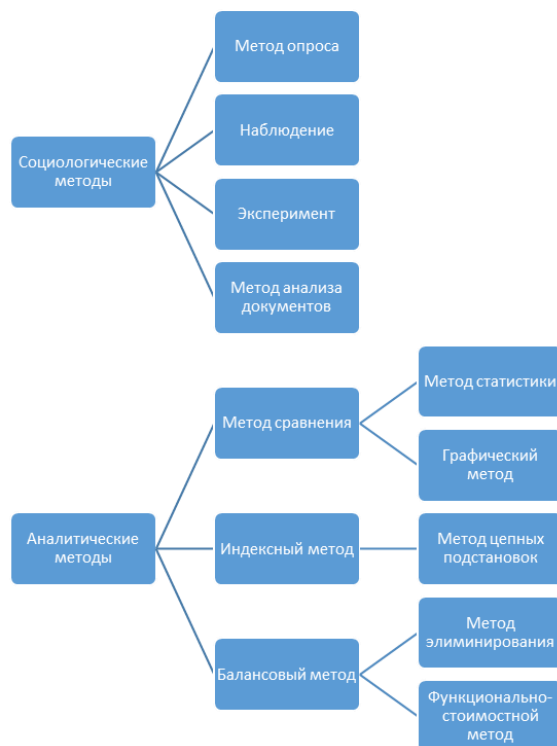 Метод опроса
Наблюдение
Социологические
методы
Эксперимент
Метод анализа
документов
Метод статистики
Метод сравнения
Графический
метод
Аналитические
методы
Индексный метод
Метод цепных
подстановок
Метод
элиминирования
Балансовый метод
Функционально-
стоимостной
метод